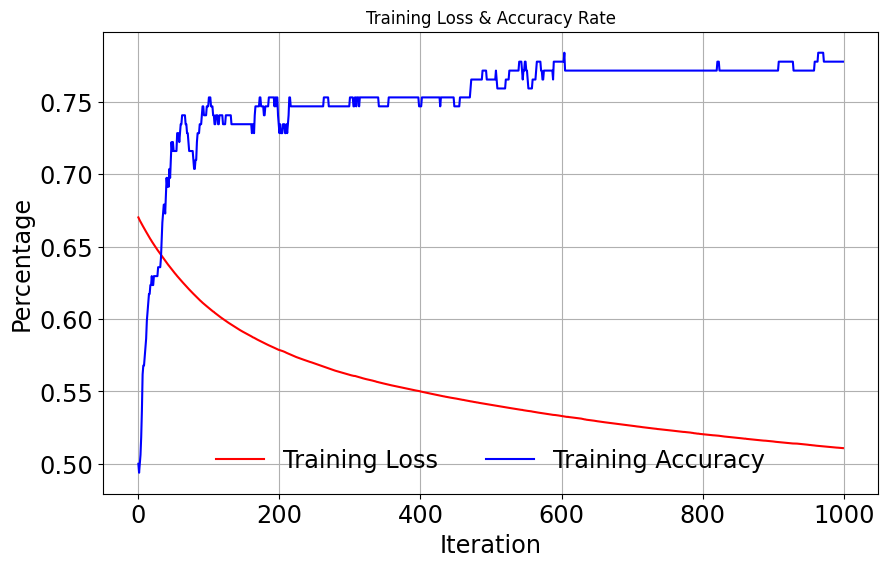 Training Loss & Accuracy Rate
Percentage
0.75
0.70
0.65
0.60
0.55
0.50
Training Loss Training Accuracy
0 200 400 600 800 1000
Iteration